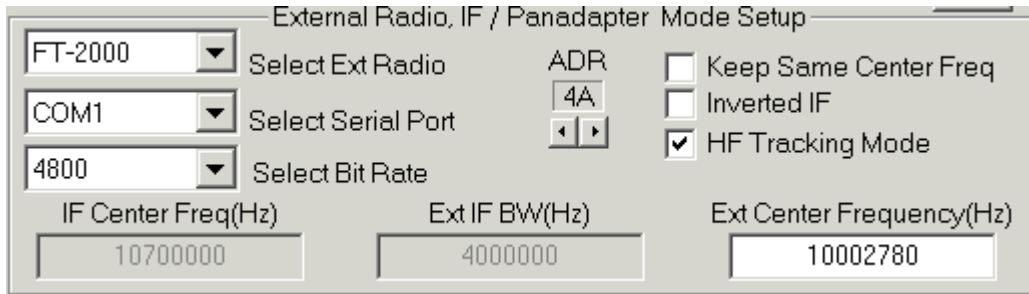 External Radio, IF / Panadapter Mode Setup
FT-2000 Select Ext Radio ADR Keep Same Center Freq
COM1 Select Serial Port 4A Inverted IF
HF Tracking Mode
4800 Select Bit Rate
IF Center Freq(Hz) Ext IF BW(Hz) Ext Center Frequency(Hz)
10700000 4000000 10002780